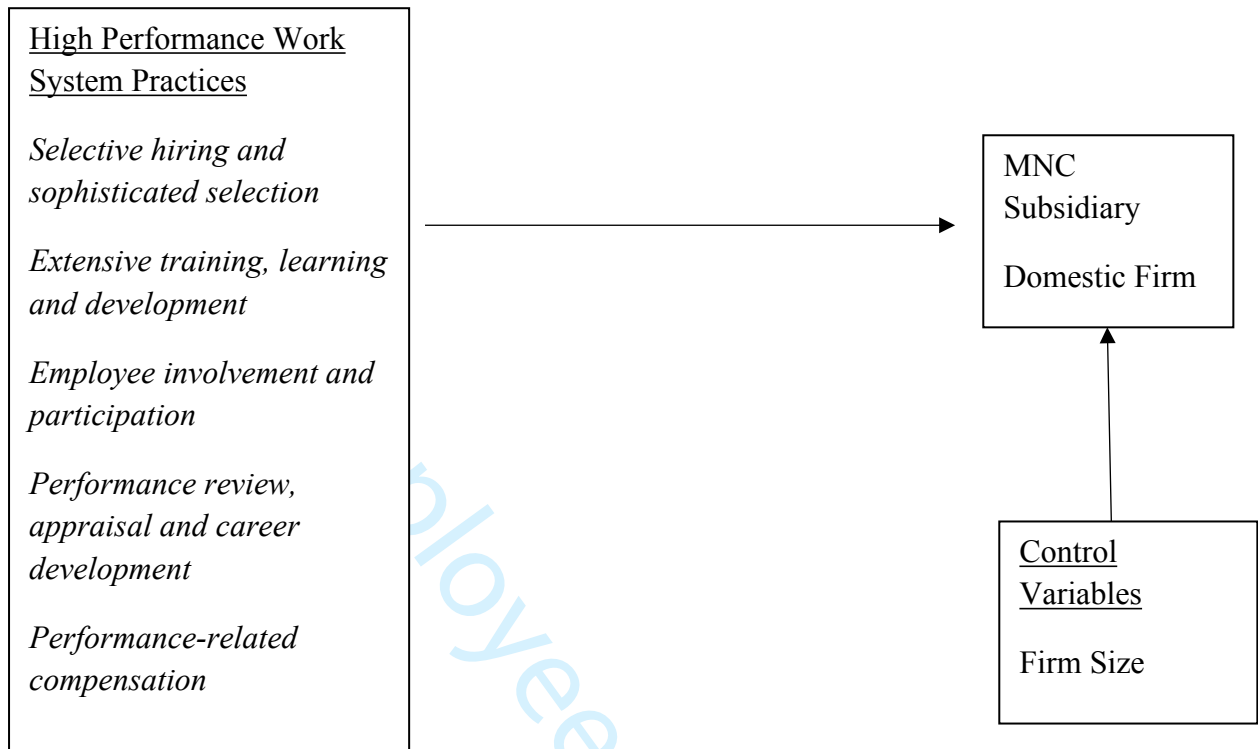 High Performance Work
System Practices
Selective hiring and
sophisticated selection
Extensive training, learning
and development
Employee involvement and
participation
Performance review,
appraisal and career
development
Performance-related
compensation
MNC
Subsidiary
Domestic Firm
Control
Variables
Firm Size
ployee